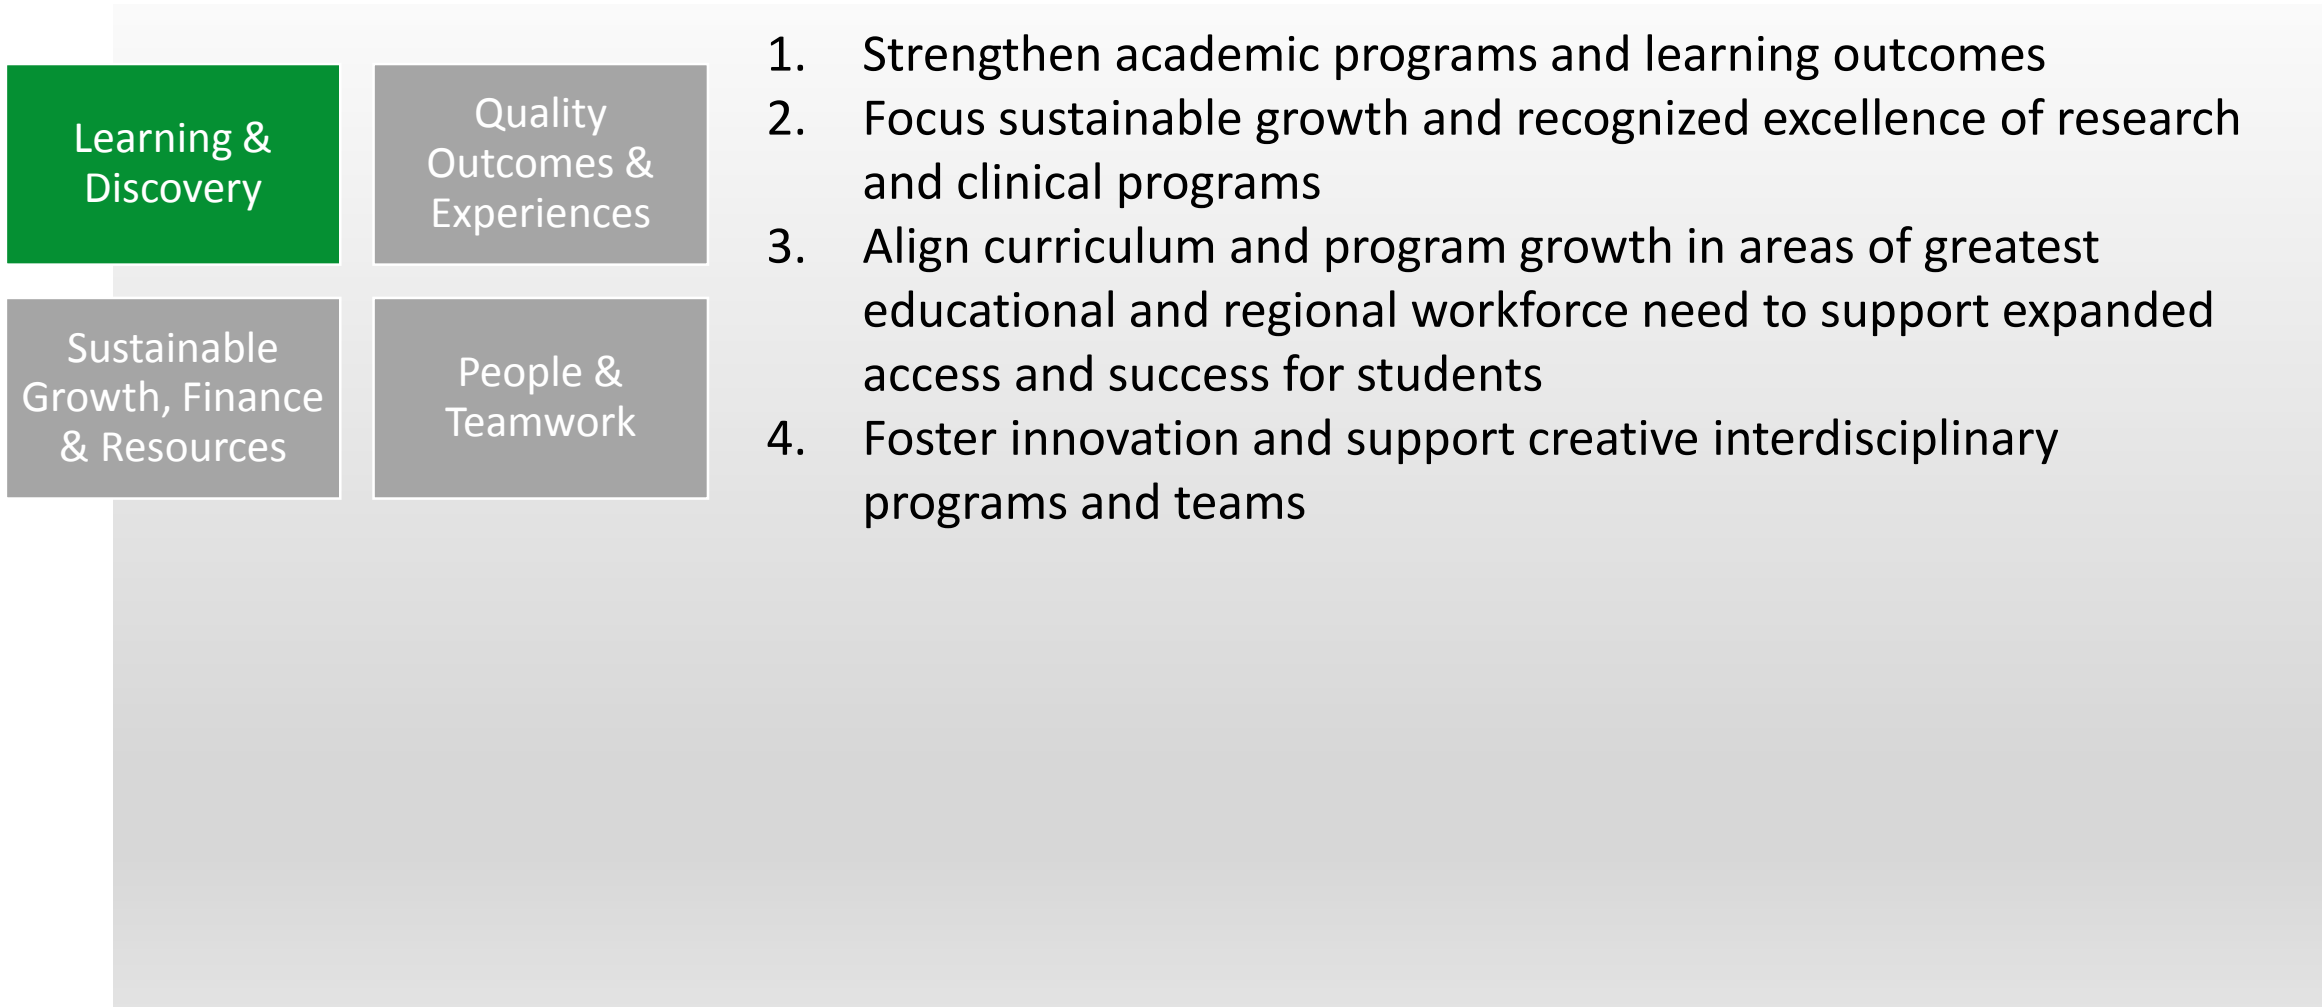 Learning &
Discovery
Quality
Outcomes &
Experiences
Sustainable
Growth, Finance
& Resources
People &
Teamwork
1. Strengthen academic programs and learning outcomes
2. Focus sustainable growth and recognized excellence of research
and clinical programs
3. Align curriculum and program growth in areas of greatest
educational and regional workforce need to support expanded
access and success for students
4. Foster innovation and support creative interdisciplinary
programs and teams